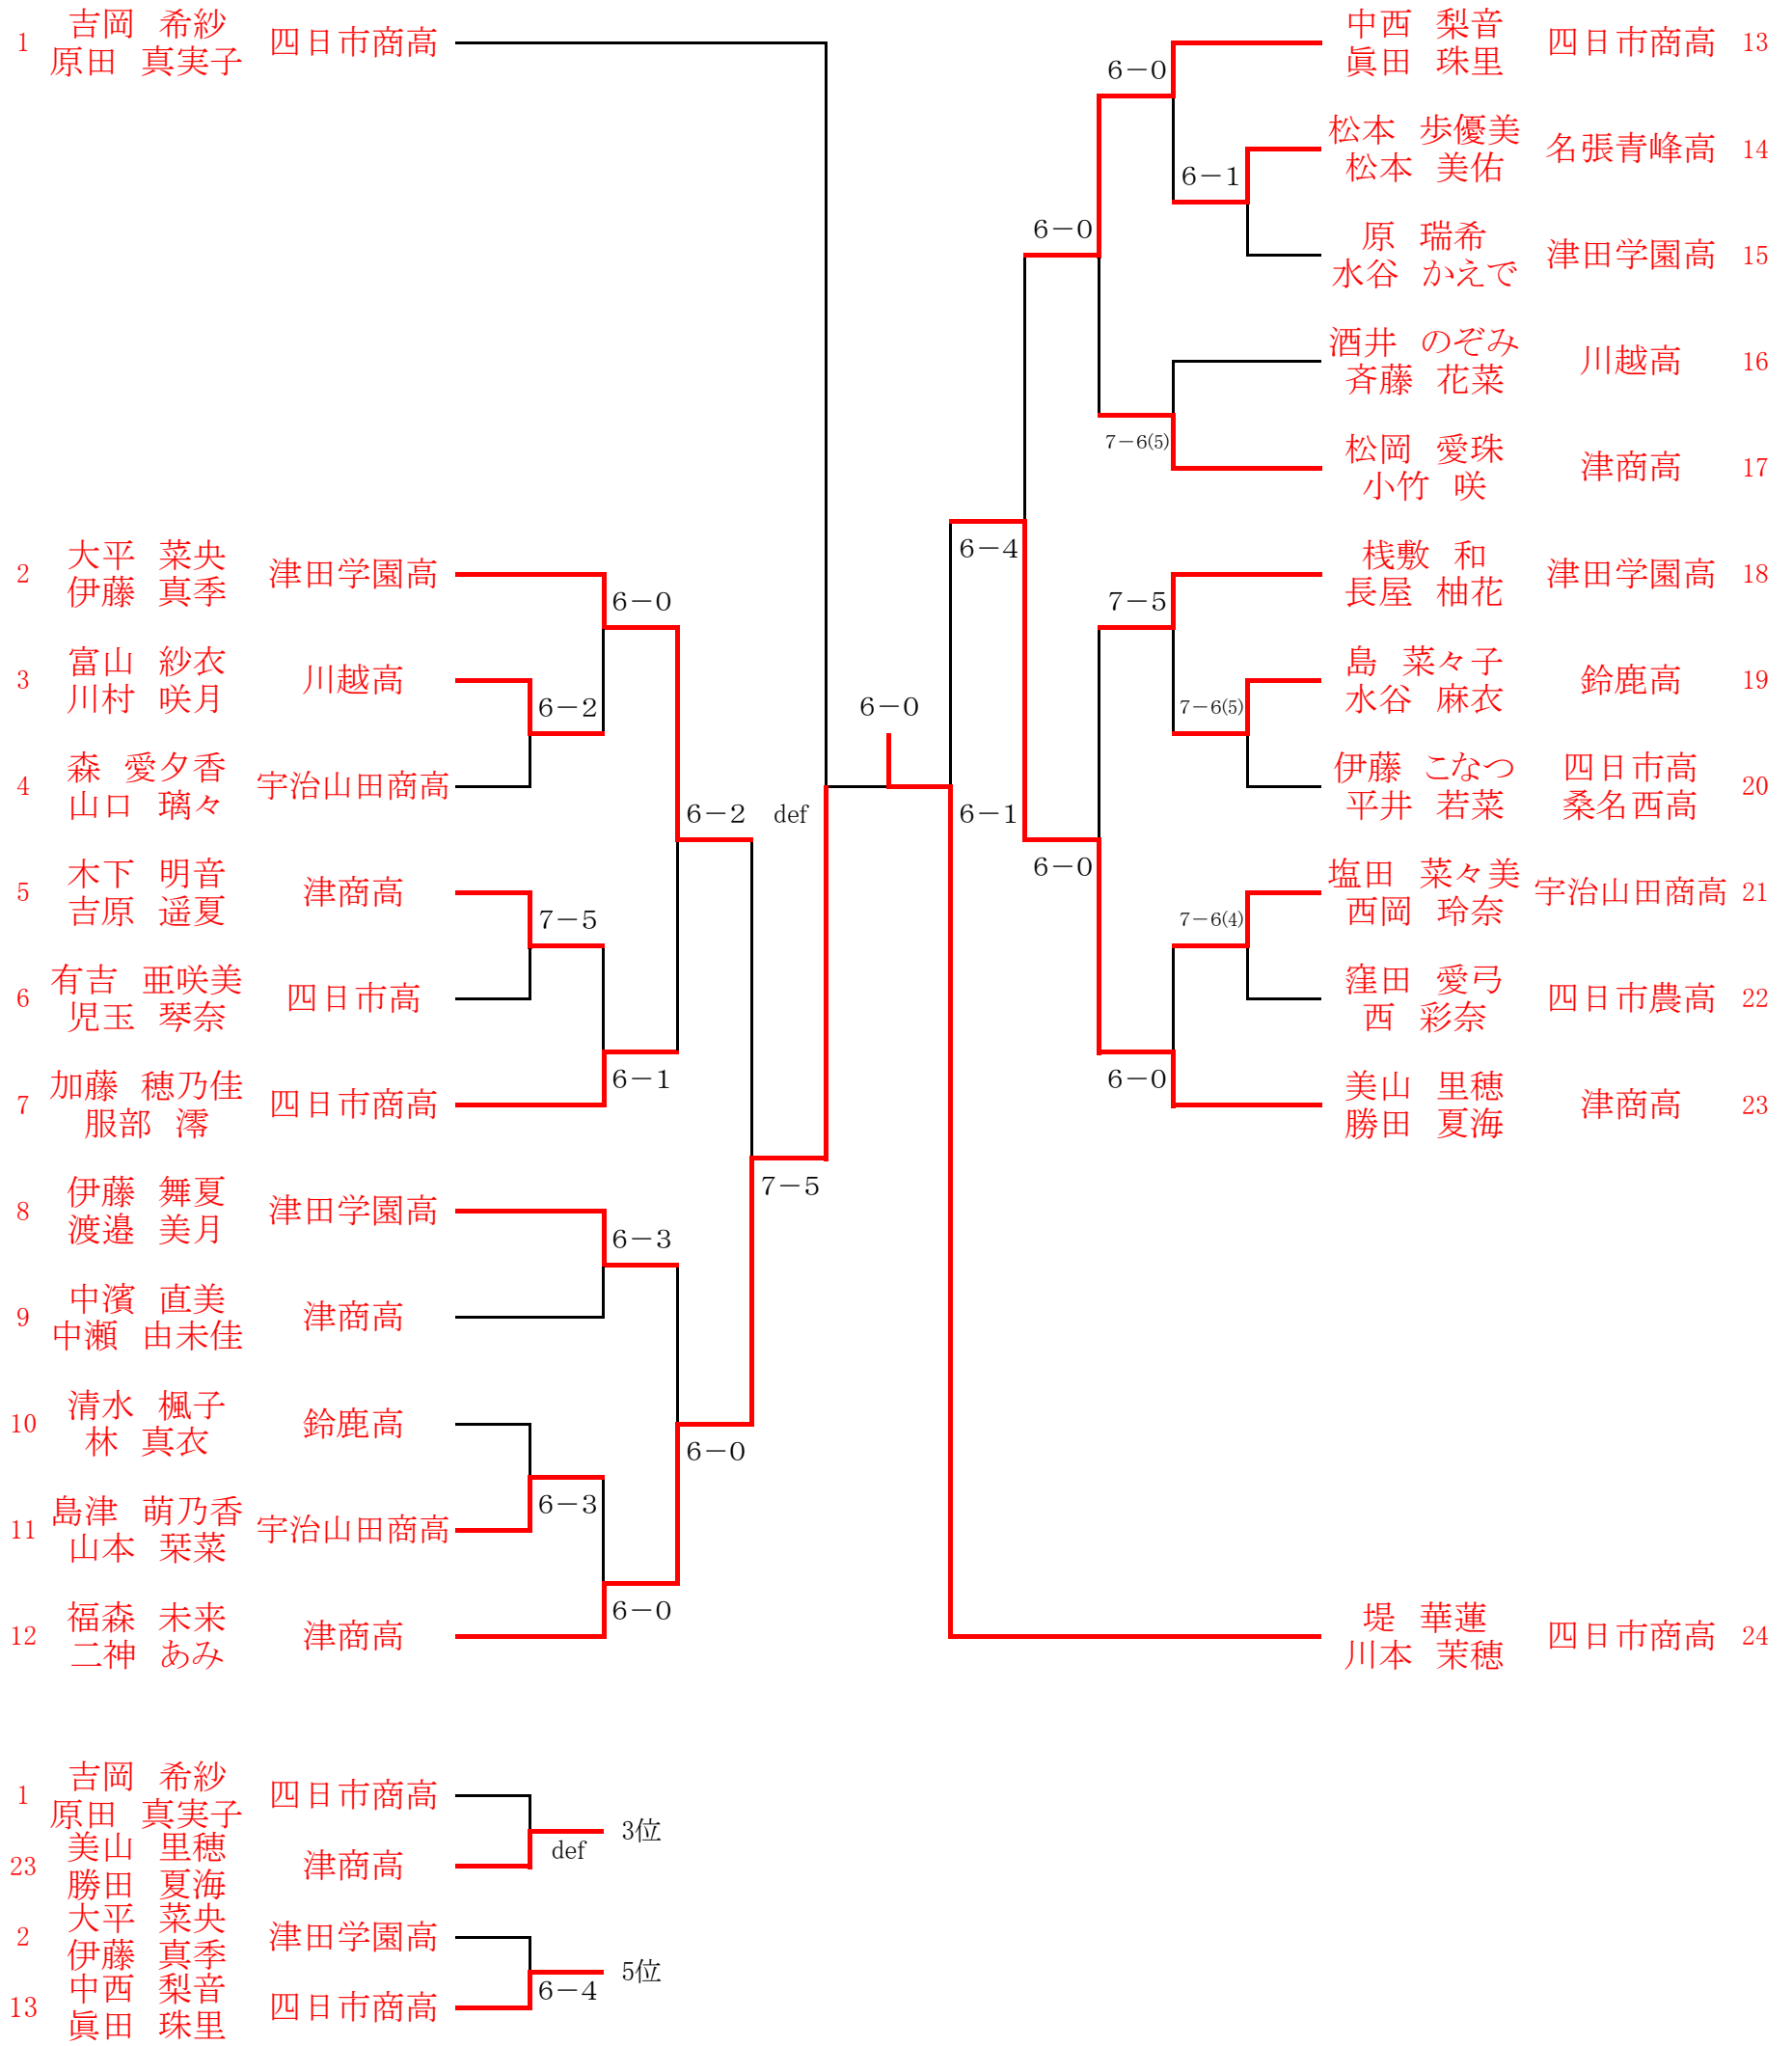 1 吉岡 希紗 四日市商高
原田 真実子
2 大平 菜央 津田学園高
伊藤 真季
3 富山 紗衣 川越高
川村 咲月
4 森 愛夕香 宇治山田商高
山口 璃々
5 木下 明音 津商高
吉原 遥夏
6 有吉 亜咲美 四日市高
児玉 琴奈
7 加藤 穂乃佳 四日市商高
服部 澪
8 伊藤 舞夏 津田学園高
渡邉 美月
9 中濱 直美 津商高
中瀬 由未佳
10 清水 楓子 鈴鹿高
林 真衣
11 島津 萌乃香 宇治山田商高
山本 栞菜
12 福森 未来 津商高
二神 あみ
6−0
6−2
6−2
def
7−5
6−1
7−5
6−3
6−0
6−3
6−0
6−0
6−0
6−1
6−0
7−6(5)
6−4
7−5
7−6(5)
6−1
6−0
7−6(4)
6−0
中西 梨音 四日市商高 13
眞田 珠里
松本 歩優美 名張青峰高 14
松本 美佑
原 瑞希 津田学園高 15
水谷 かえで
酒井 のぞみ 川越高 16
斉藤 花菜
松岡 愛珠 津商高 17
小竹 咲
桟敷 和 津田学園高 18
長屋 柚花
島 菜々子 鈴鹿高 19
水谷 麻衣
伊藤 こなつ 四日市高 20
平井 若菜 桑名西高
塩田 菜々美 宇治山田商高 21
西岡 玲奈
窪田 愛弓 四日市農高 22
西 彩奈
美山 里穂 津商高 23
勝田 夏海
堤 華蓮 四日市商高 24
川本 茉穂
1 吉岡 希紗 四日市商高
原田 真実子
23 美山 里穂 津商高
勝田 夏海
def
3位
2 大平 菜央 津田学園高
伊藤 真季
13 中西 梨音 四日市商高
眞田 珠里
6−4
5位